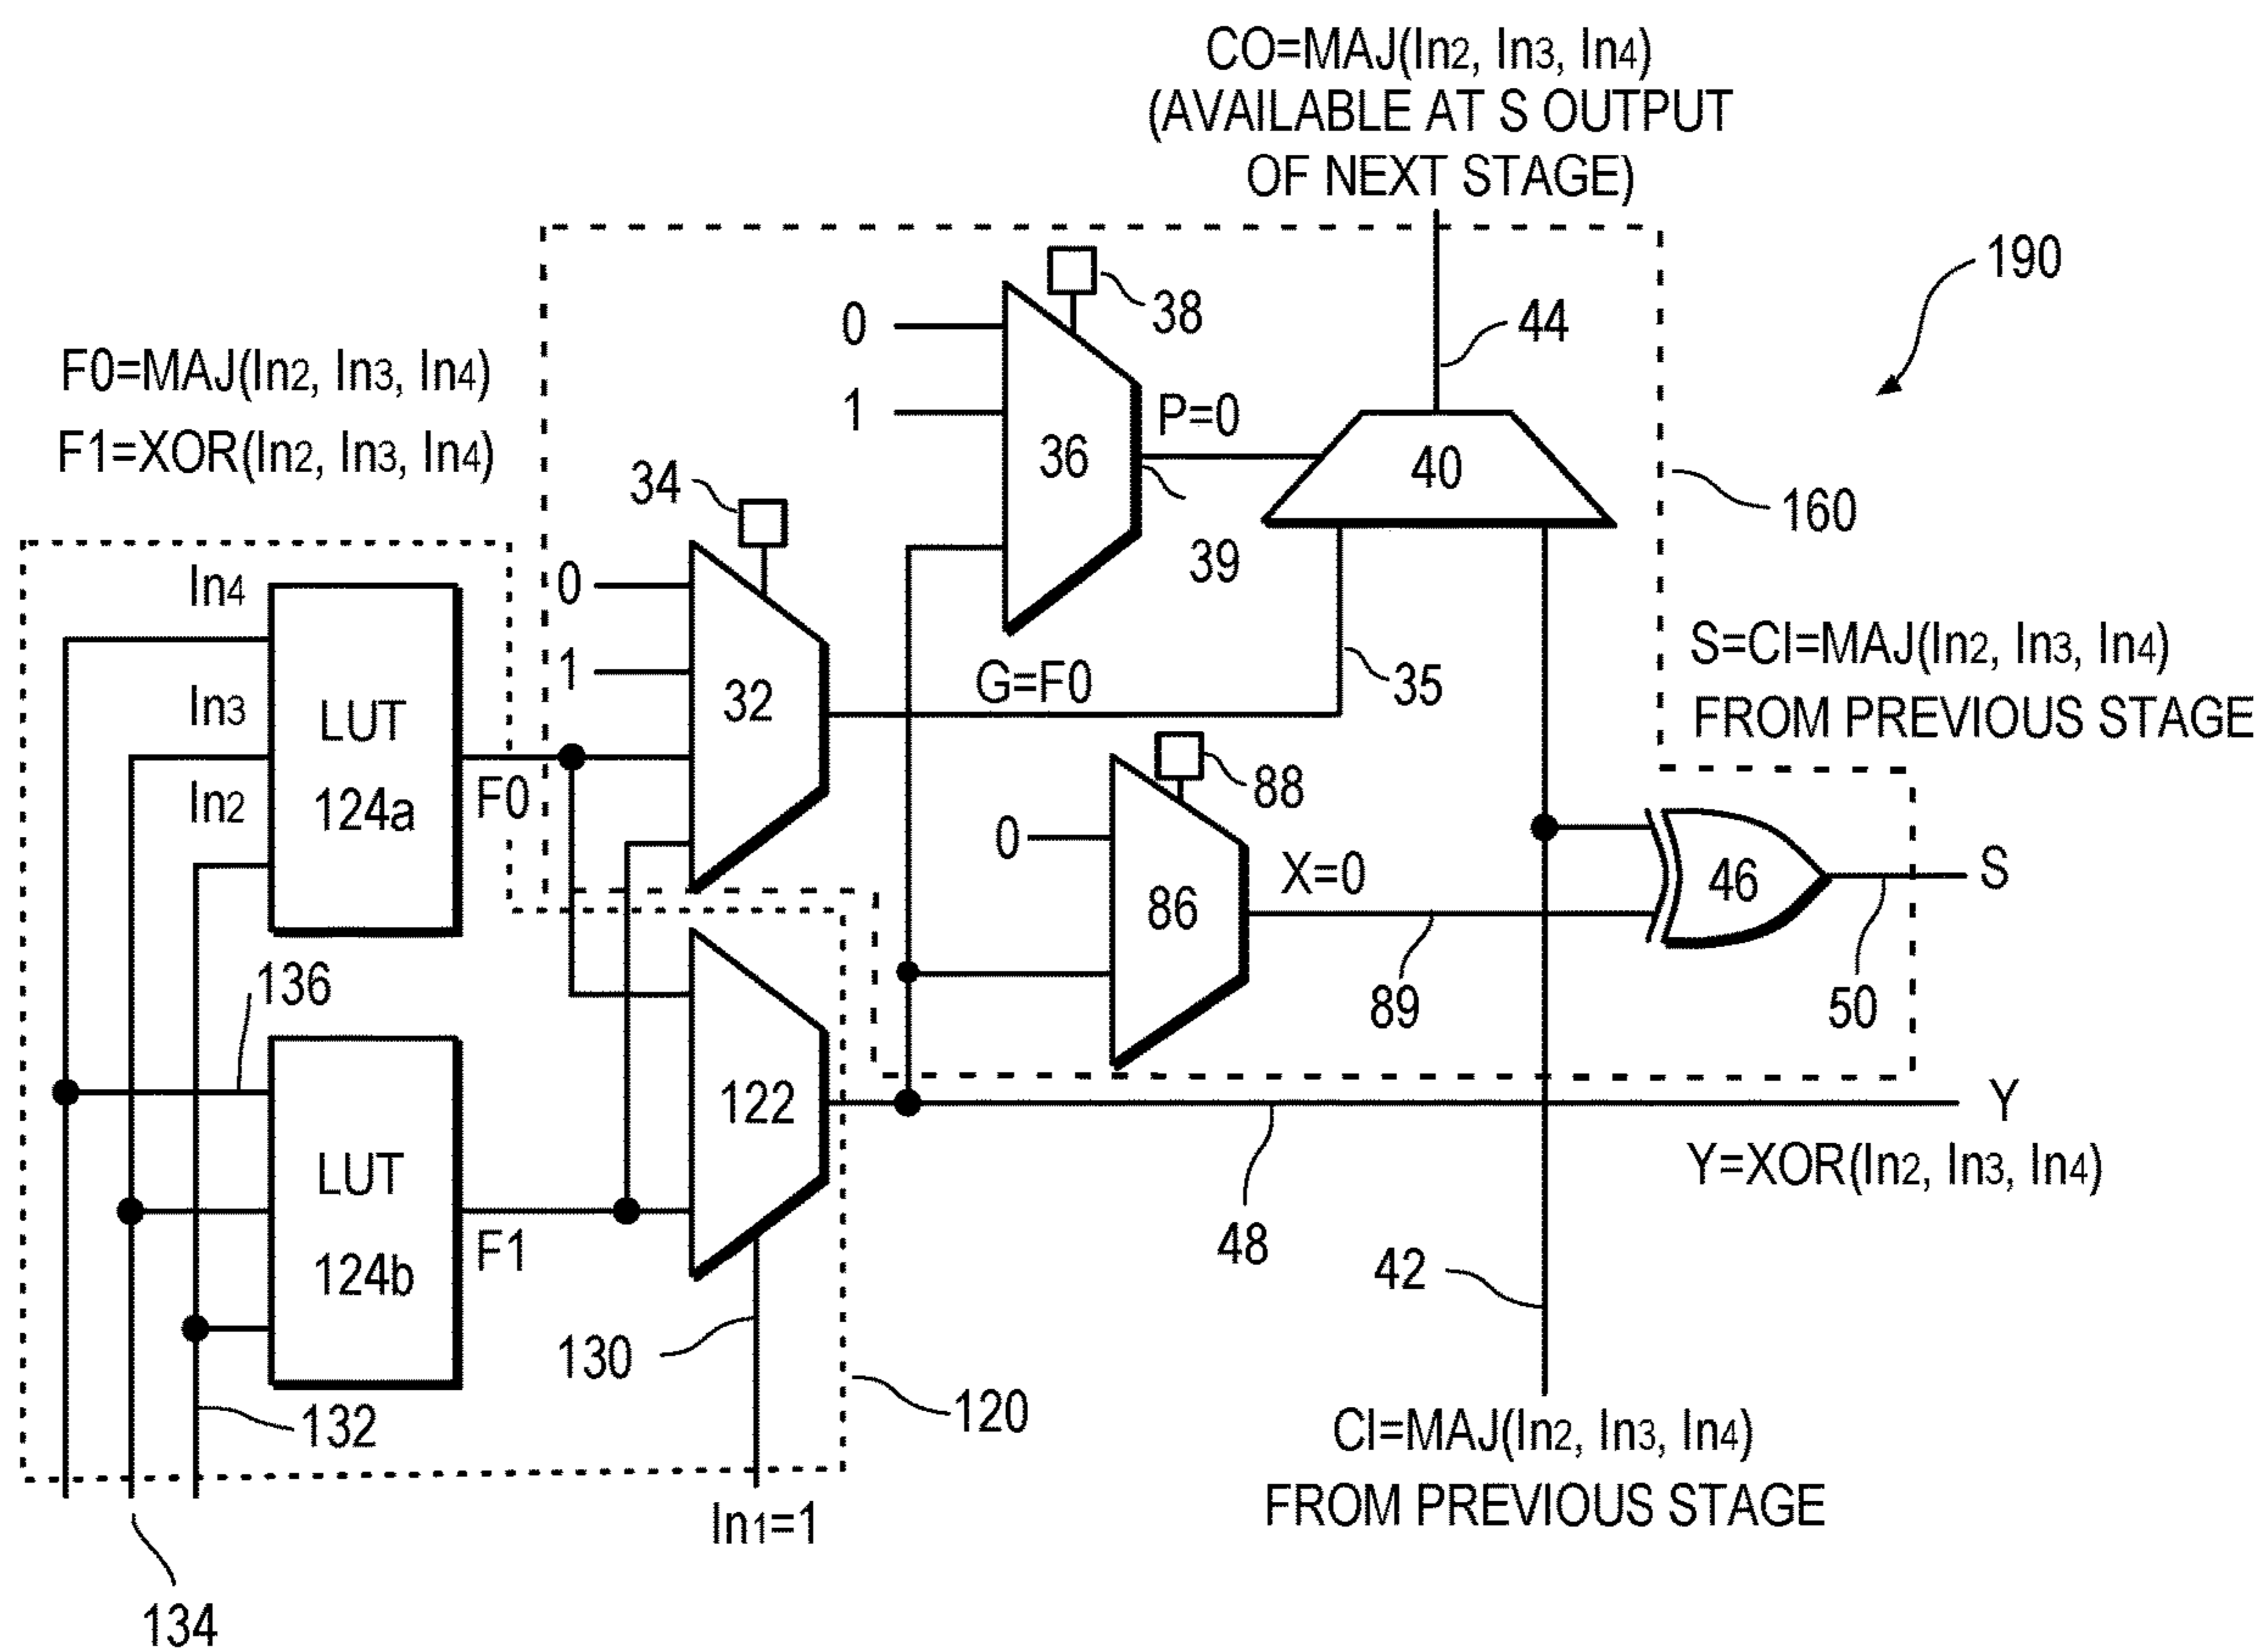 CO=MAJ(In2, In3, In4)
(AVAILABLE AT S OUTPUT
OF NEXT STAGE)
190
38
0
44
F0=MAJ(In2, In3, In4)
1
P=0
F1=XOR(In2, In3, In4)
36
40
34
160
39
0
In4
S=CI=MAJ(In2, In3, In4)
FROM PREVIOUS STAGE
1
32
G=F0
35
In3
LUT
124a
In2
F0
88
0
X=0
86
46
S
136
89
50
122
Y
Y=XOR(In2, In3, In4)
LUT
124b
F1
48
42
130
132
120
CI=MAJ(In2, In3, In4)
FROM PREVIOUS STAGE
In1=1
134